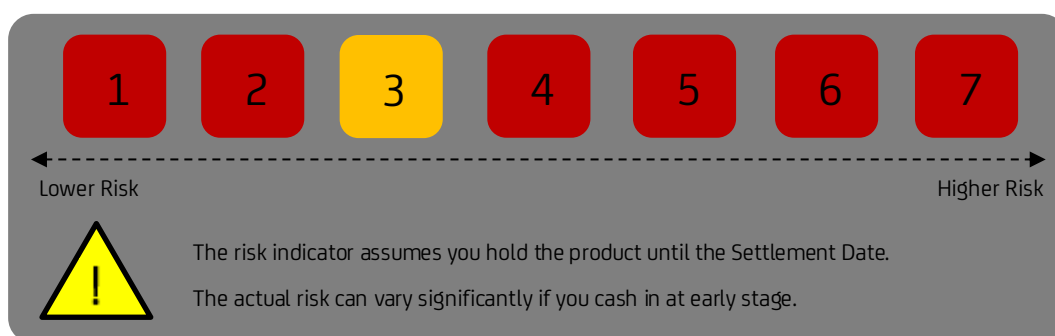 1 2 3 4 5 6 7
Lower Risk Higher Risk
!
The risk indicator assumes you hold the product until the Settlement Date.
The actual risk can vary significantly if you cash in at early stage.